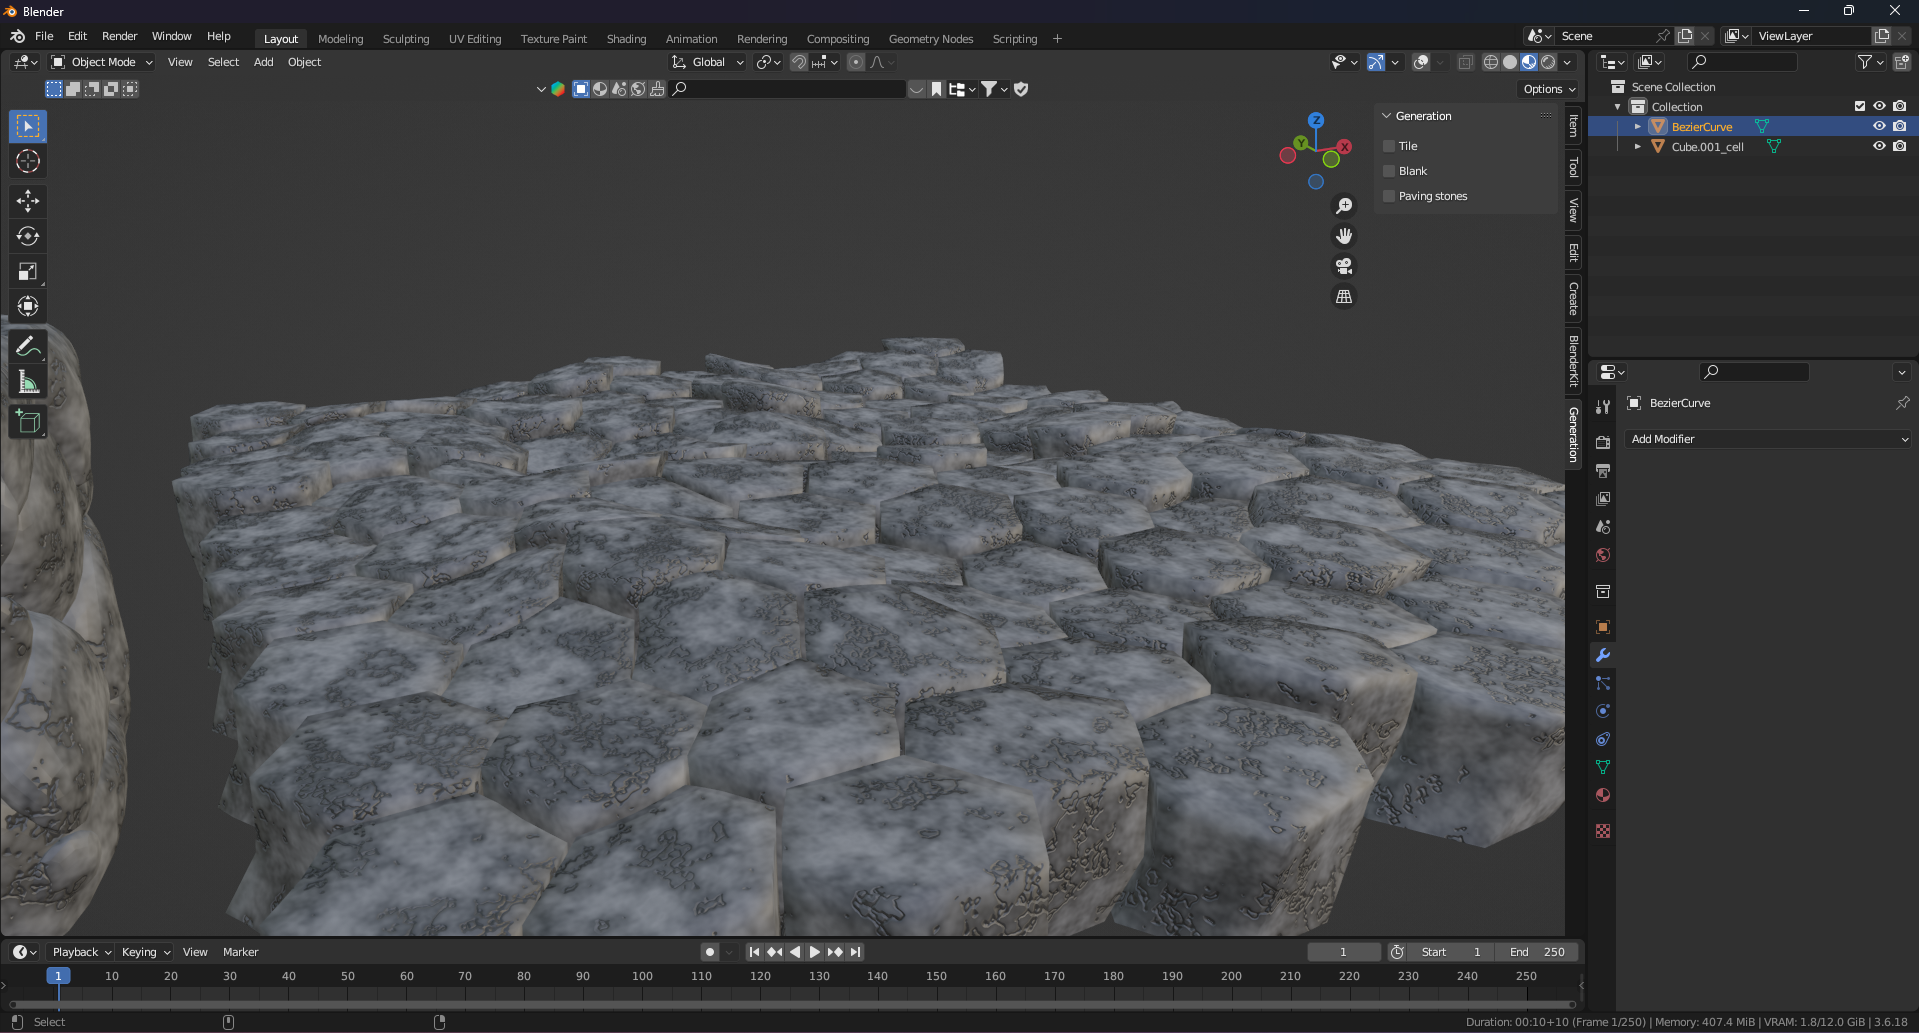 Blender
File Edit Render Window Help
Layout Modeling Sculpting UV Editing Texture Paint Shading Animation Rendering Compositing Geometry Nodes Scripting +
Scene
ViewLayer
Object Mode View Select Add Object
Global
Options
Z
Y
X
Generation
Tile
Blank
Paving stones
Item
Tool
View
Edit
Create
BlenderKit
Generation
Scene Collection
Collection
BezierCurve
Cube.001_cell
BezierCurve
Add Modifier
Playback Keying View Marker
1
Start 1
End 250
1 10 20 30 40 50 60 70 80 90 100 110 120 130 140 150 160 170 180 190 200 210 220 230 240 250
Select
Duration: 00:10+10 (Frame 1/250) | Memory: 407.4 MiB | VRAM: 1.8/12.0 GiB | 3.6.18